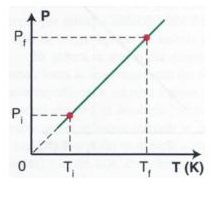 P
P_f
P_i
0 T_i T_f T (K)